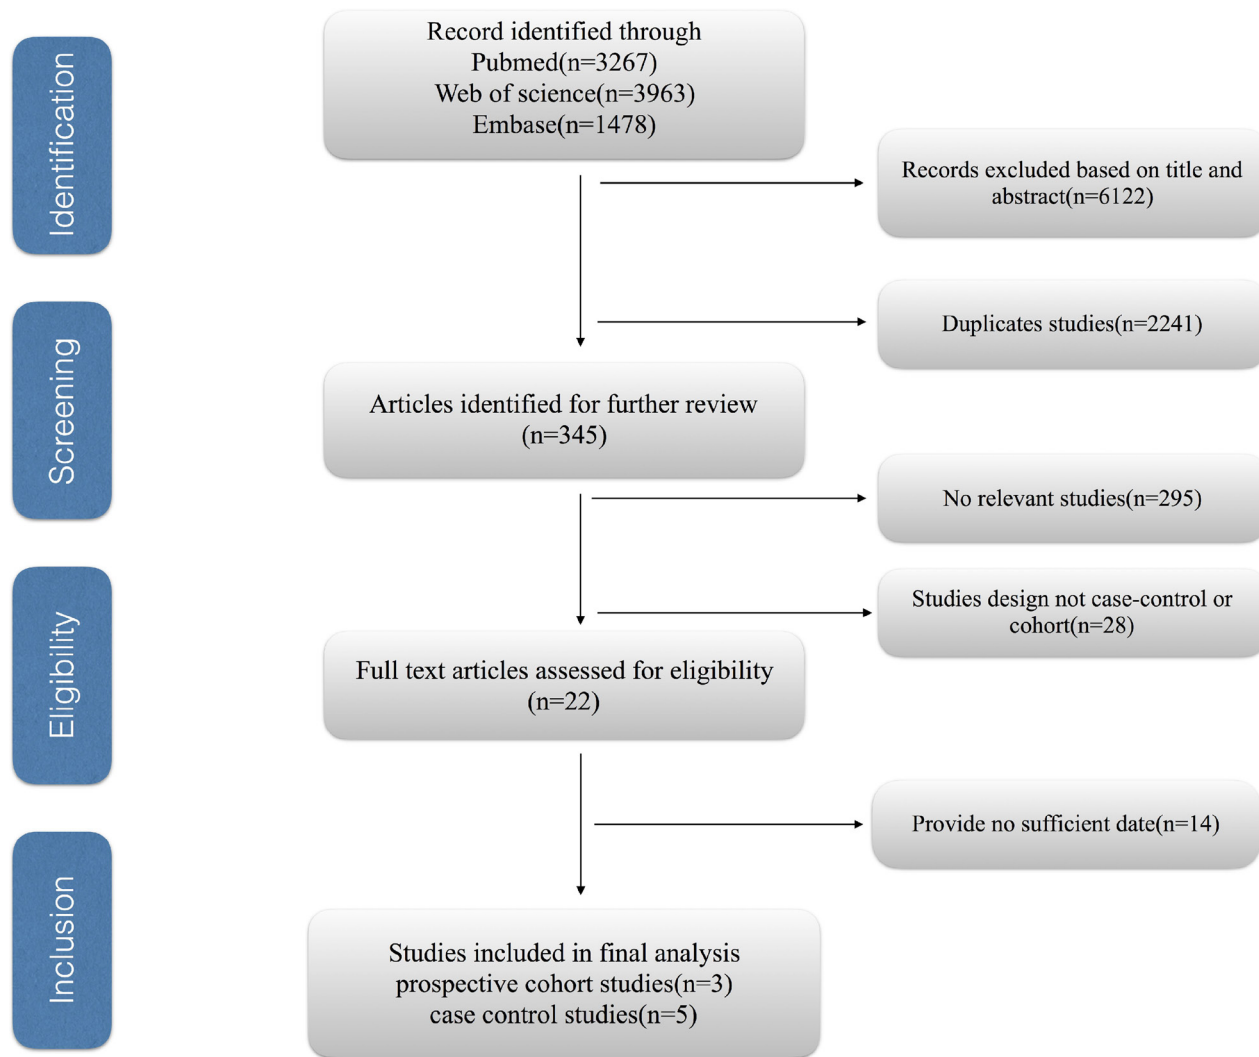 Identification
Record identified through
Pubmed(n=3267)
Web of science(n=3963)
Embase(n=1478)
Records excluded based on title and
abstract(n=6122)
Duplicates studies(n=2241)
Screening
Articles identified for further review
(n=345)
No relevant studies(n=295)
Studies design not case-control or
cohort(n=28)
Eligibility
Full text articles assessed for eligibility
(n=22)
Provide no sufficient date(n=14)
Inclusion
Studies included in final analysis
prospective cohort studies(n=3)
case control studies(n=5)